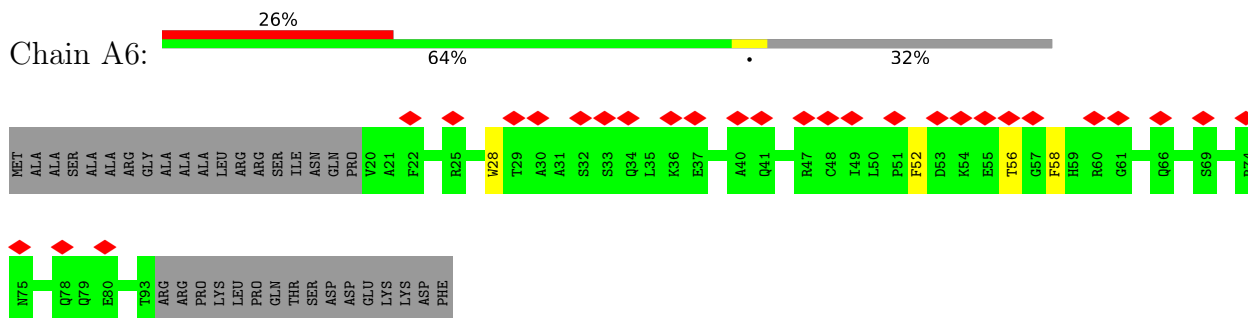 26%
Chain A6:
64% • 32%
MET ALA ALA SER ALA ALA ARG GLY ALA ALA ALA LEU ARG ARG SER ILE ASN GLN PRO V20 A21 F22 R25 W28 T29 A30 A31 S32 S33 Q34 L35 K36 E37 A40 Q41 R47 C48 I49 L50 P51 F52 D53 K54 E55 T56 G57 F58 H59 R60 G61 Q66 S69
N75 Q78 Q79 E80 T93 ARG ARG PRO LYS LEU PRO GLN THR SER ASP ASP GLU LYS LYS ASP PHE